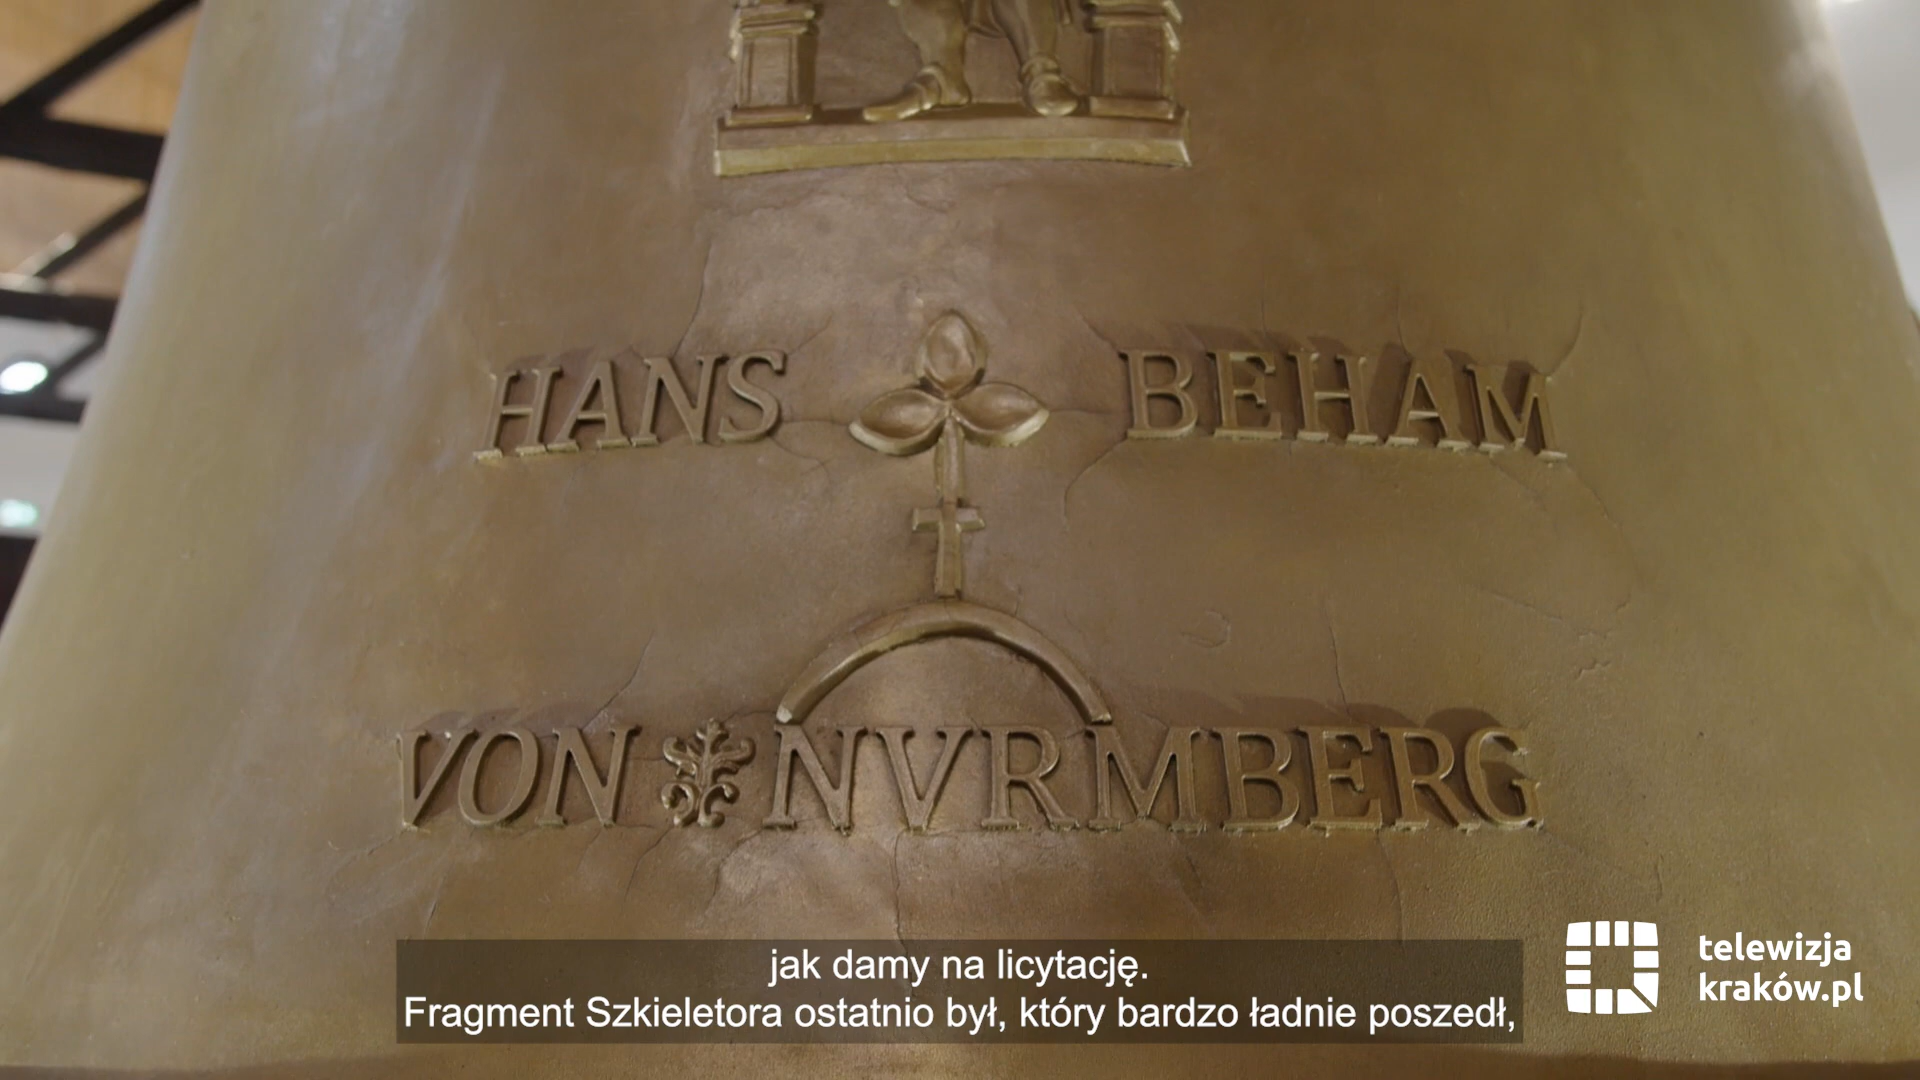 HANS BEHAM
VON NVRMBERG
jak damy na licytację.
Fragment Szkieletora ostatnio był, który bardzo ładnie poszedł,
telewizja
kraków.pl